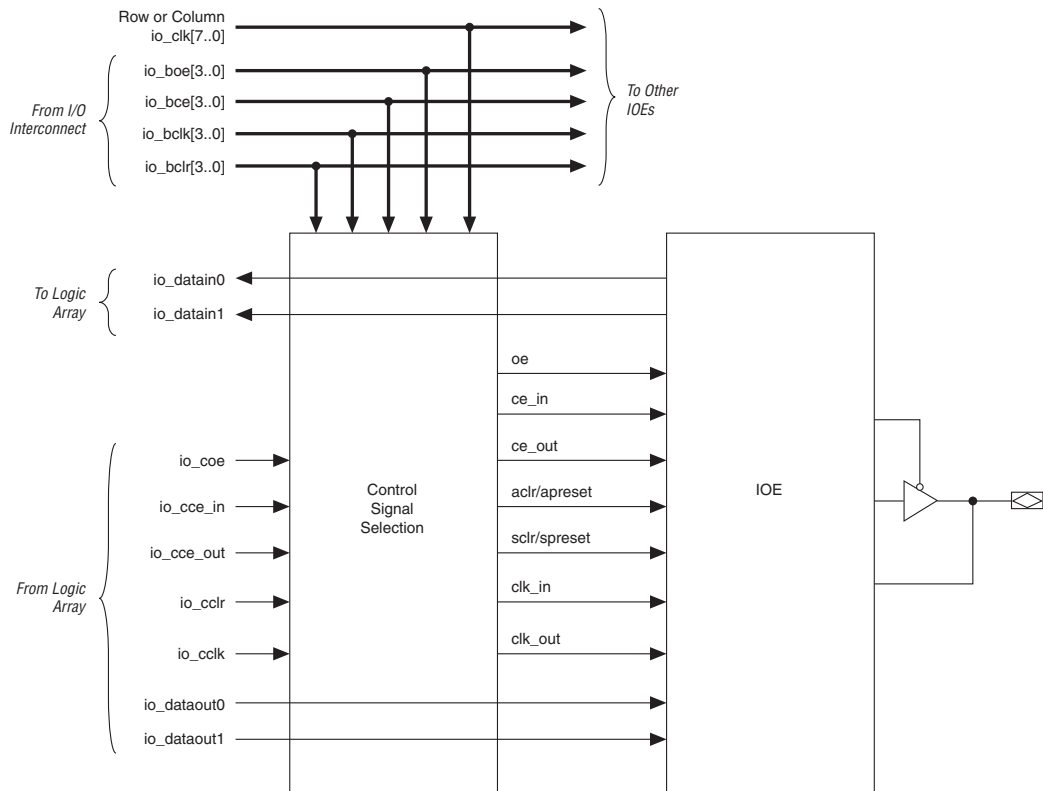 Row or Column
io_clk[7..0]
io_boe[3..0]
From I/O
Interconnect
io_bce[3..0]
io_bclk[3..0]
io_bclr[3..0]
To Other
IOEs
To Logic
Array
io_datain0
io_datain1
oe
ce_in
ce_out
aclr/apreset
sclr/spreset
clk_in
clk_out
From Logic
Array
io_coe
io_cce_in
io_cce_out
io_cclr
io_cclk
io_dataout0
io_dataout1
Control
Signal
Selection
IOE